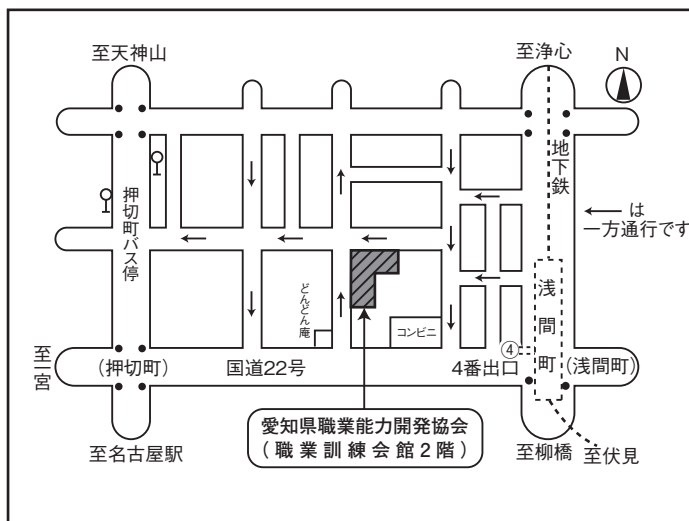 至天神山
至浄心
N
地下鉄
押切町バス停
は
一方通行です
浅間町
どんどん庵
コンビニ
④
至一宮
(押切町)
国道22号
4番出口
(浅間町)
愛知県職業能力開発協会
(職業訓練会館2階)
至名古屋駅
至柳橋
至伏見